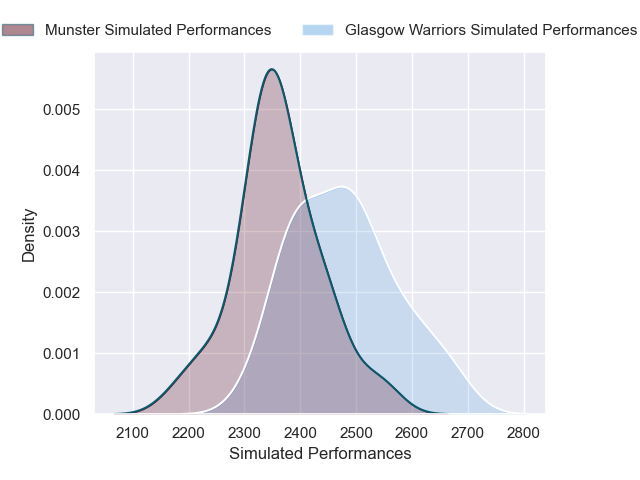 Munster Simulated Performances
Glasgow Warriors Simulated Performances
Density
0.005
0.004
0.003
0.002
0.001
0.000
2100 2200 2300 2400 2500 2600 2700 2800
Simulated Performances